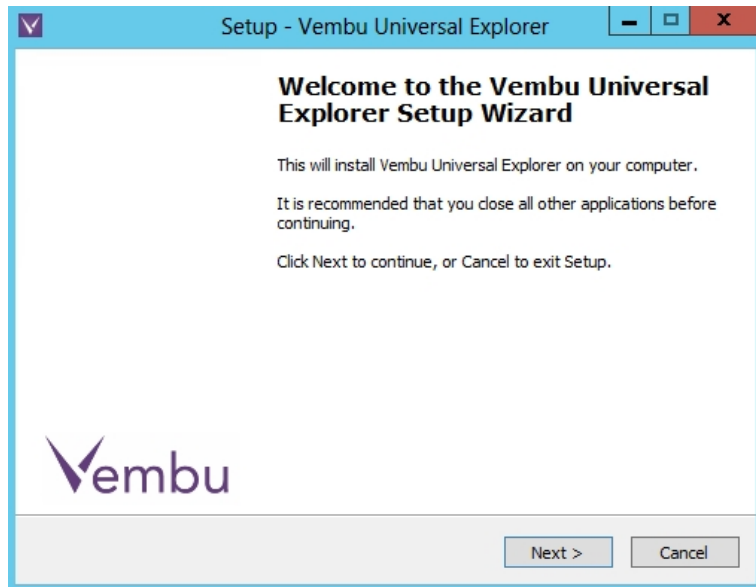 Setup - Vembu Universal Explorer
Welcome to the Vembu Universal
Explorer Setup Wizard
This will install Vembu Universal Explorer on your computer.
It is recommended that you close all other applications before
continuing.
Click Next to continue, or Cancel to exit Setup.
Vembu
Next >
Cancel